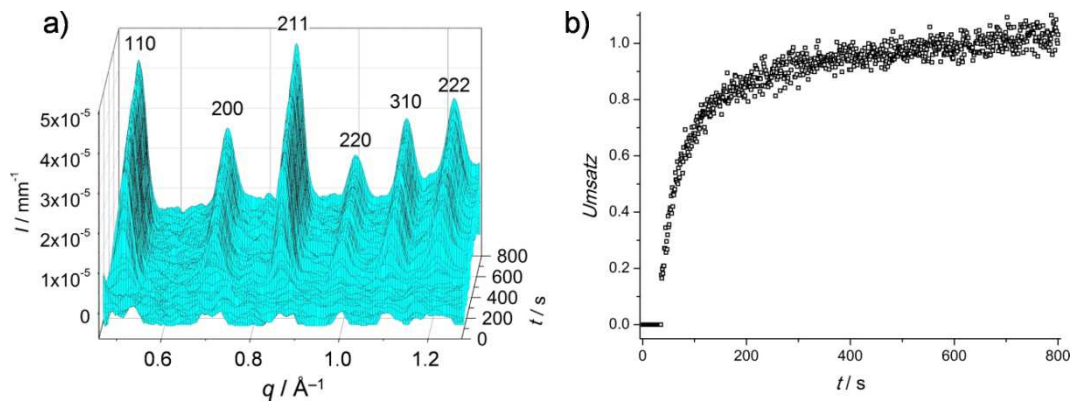 a)
110
200
211
220
310
222
5x10⁻⁵
4x10⁻⁵
3x10⁻⁵
2x10⁻⁵
1x10⁻⁵
0
I / mm⁻¹
0.6
0.8
1.0
1.2
q / Å⁻¹
800
600
400
200
0
t / s
b)
1.0
0.8
0.6
0.4
0.2
0.0
Umsatz
0
200
400
600
800
t / s